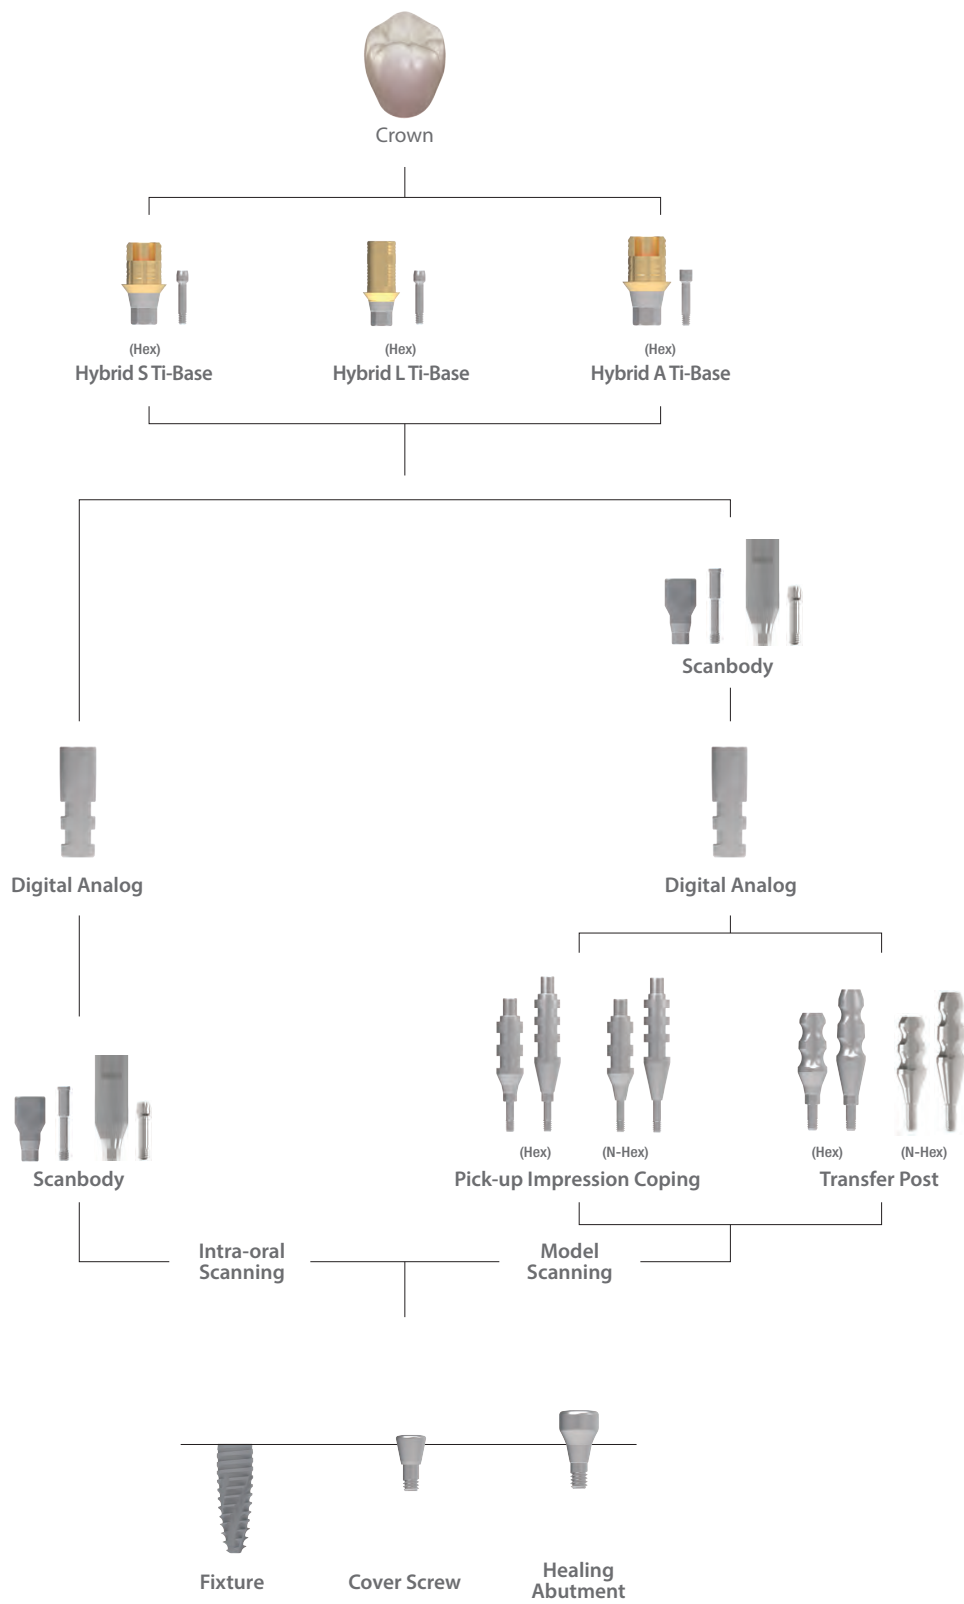 Crown
(Hex)
Hybrid S Ti-Base
(Hex)
Hybrid L Ti-Base
(Hex)
Hybrid A Ti-Base
Scanbody
Digital Analog
Digital Analog
(Hex)
(N-Hex)
Pick-up Impression Coping
(Hex)
(N-Hex)
Transfer Post
Scanbody
Intra-oral
Scanning
Model
Scanning
Fixture
Cover Screw
Healing
Abutment